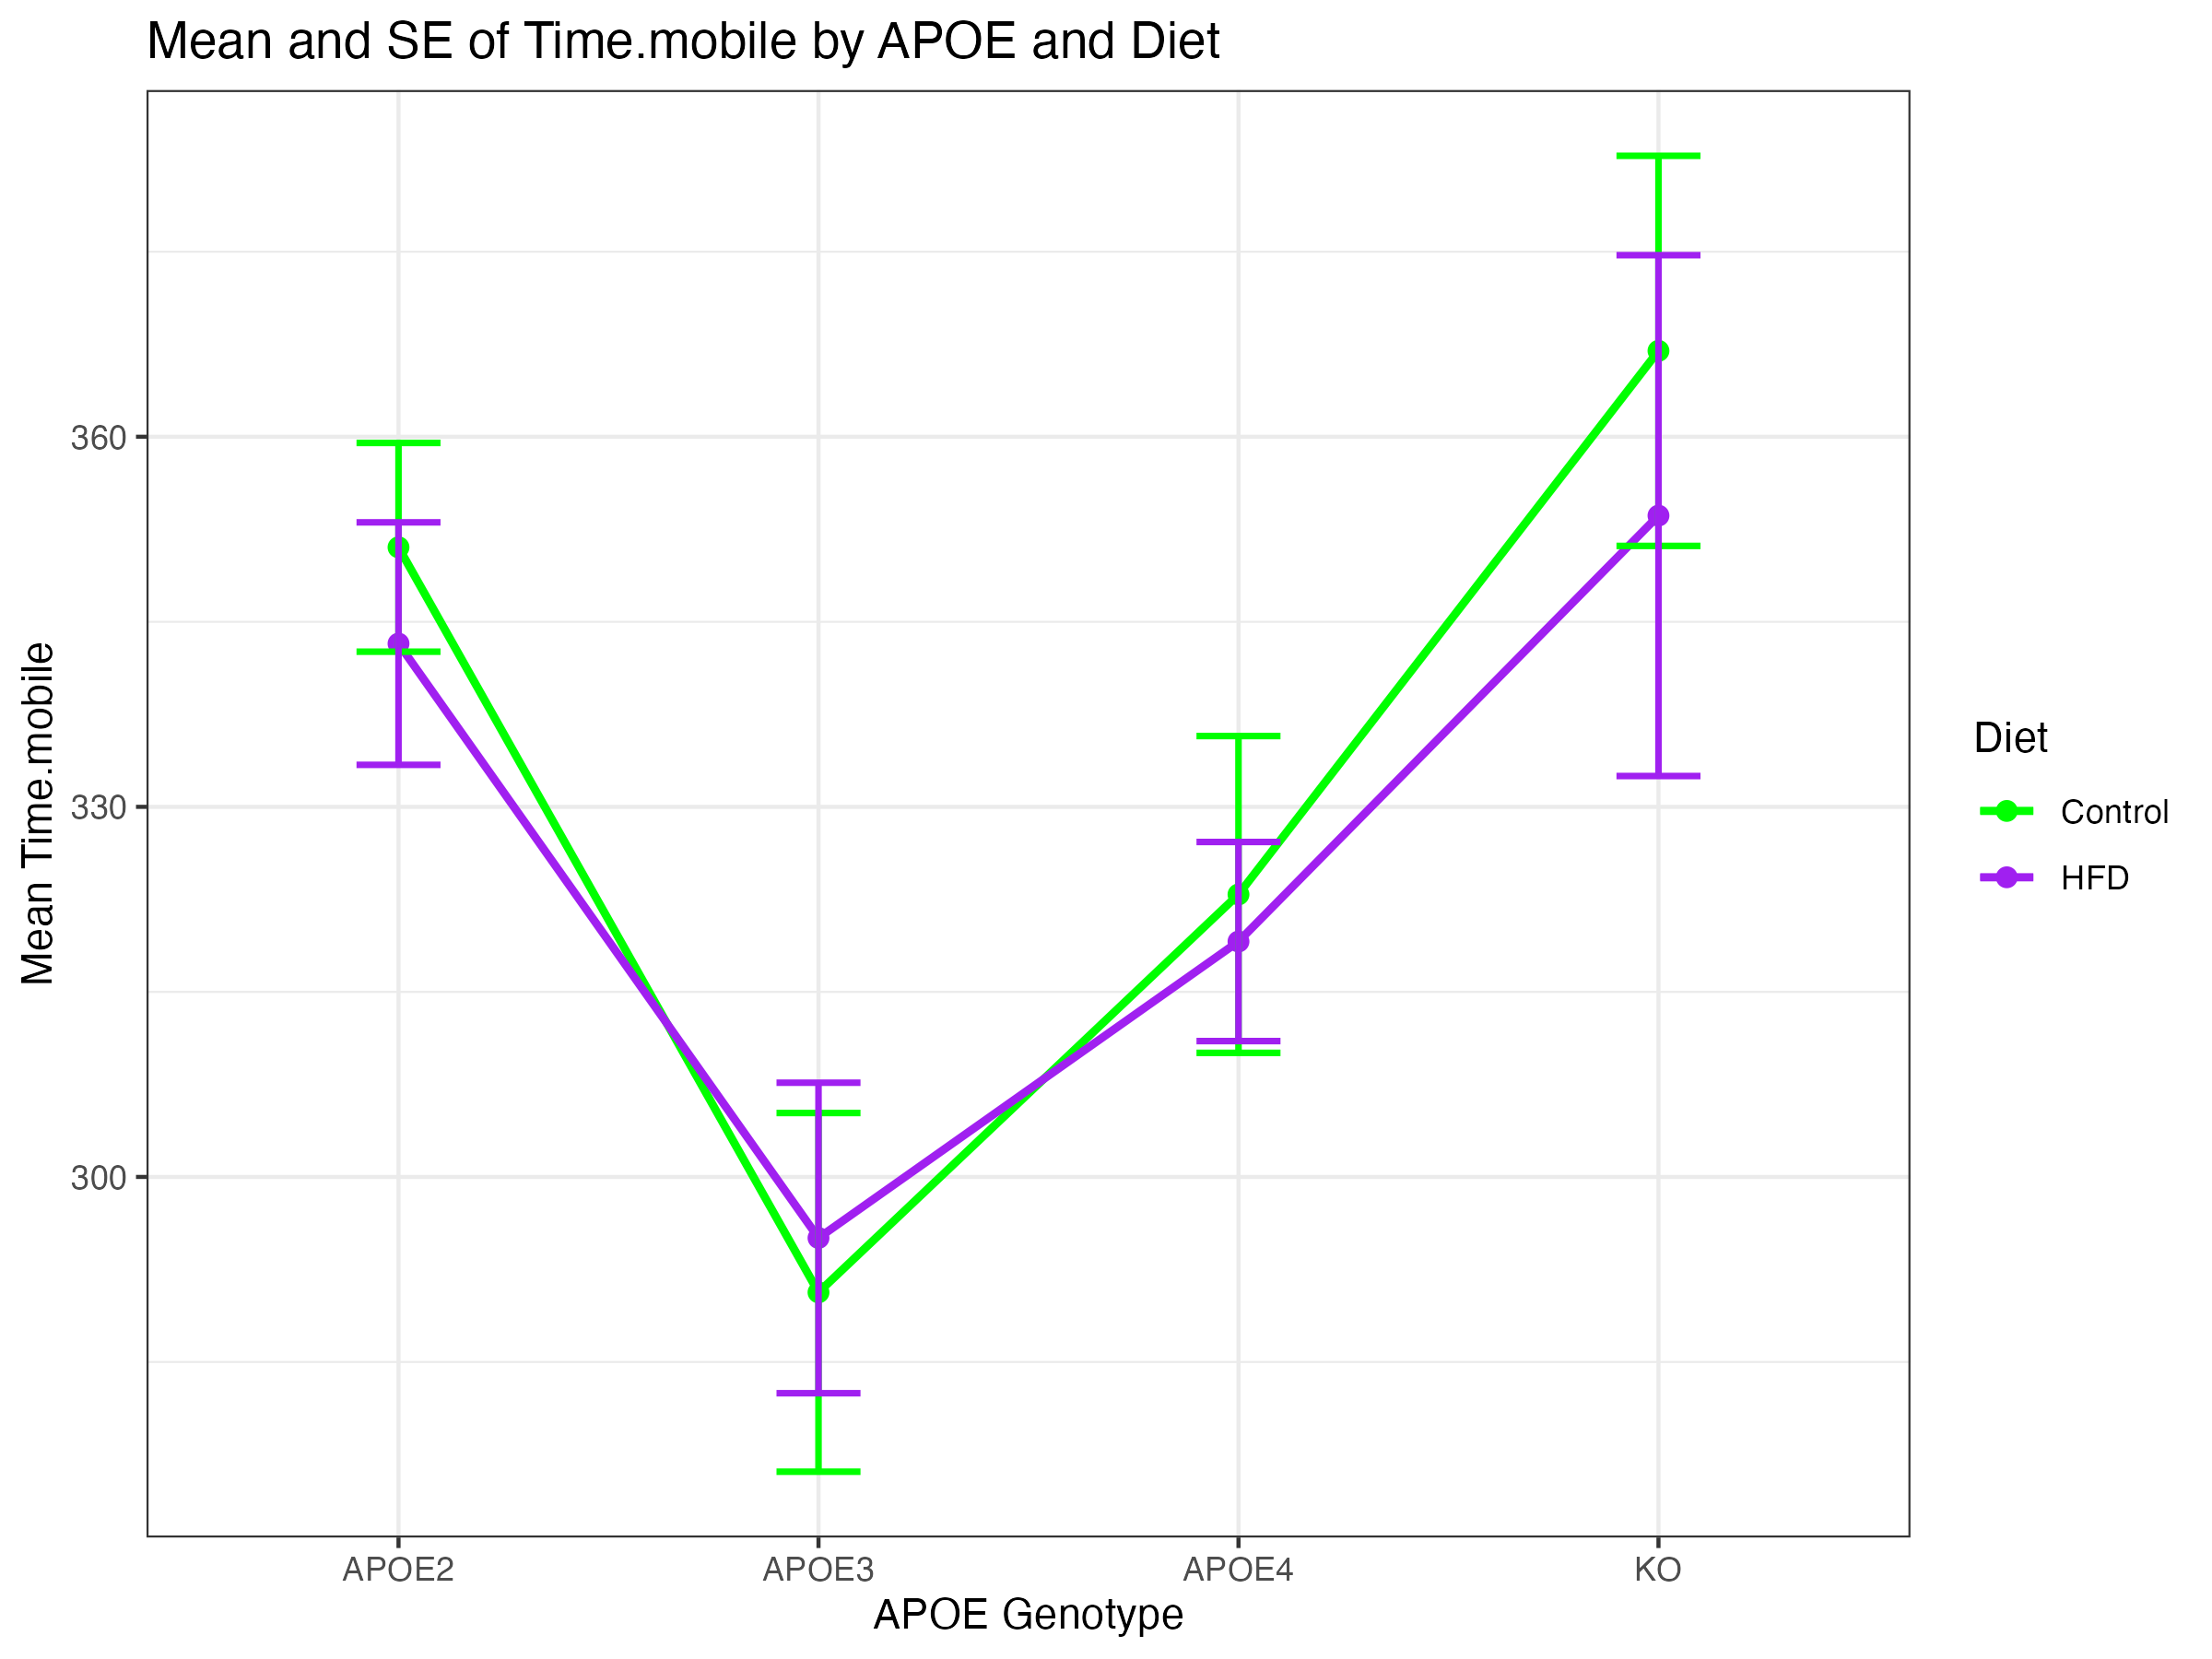 Mean and SE of Time.mobile by APOE and Diet
Mean Time.mobile
360
330
300
APOE2
APOE3
APOE4
KO
APOE Genotype
Diet
Control
HFD